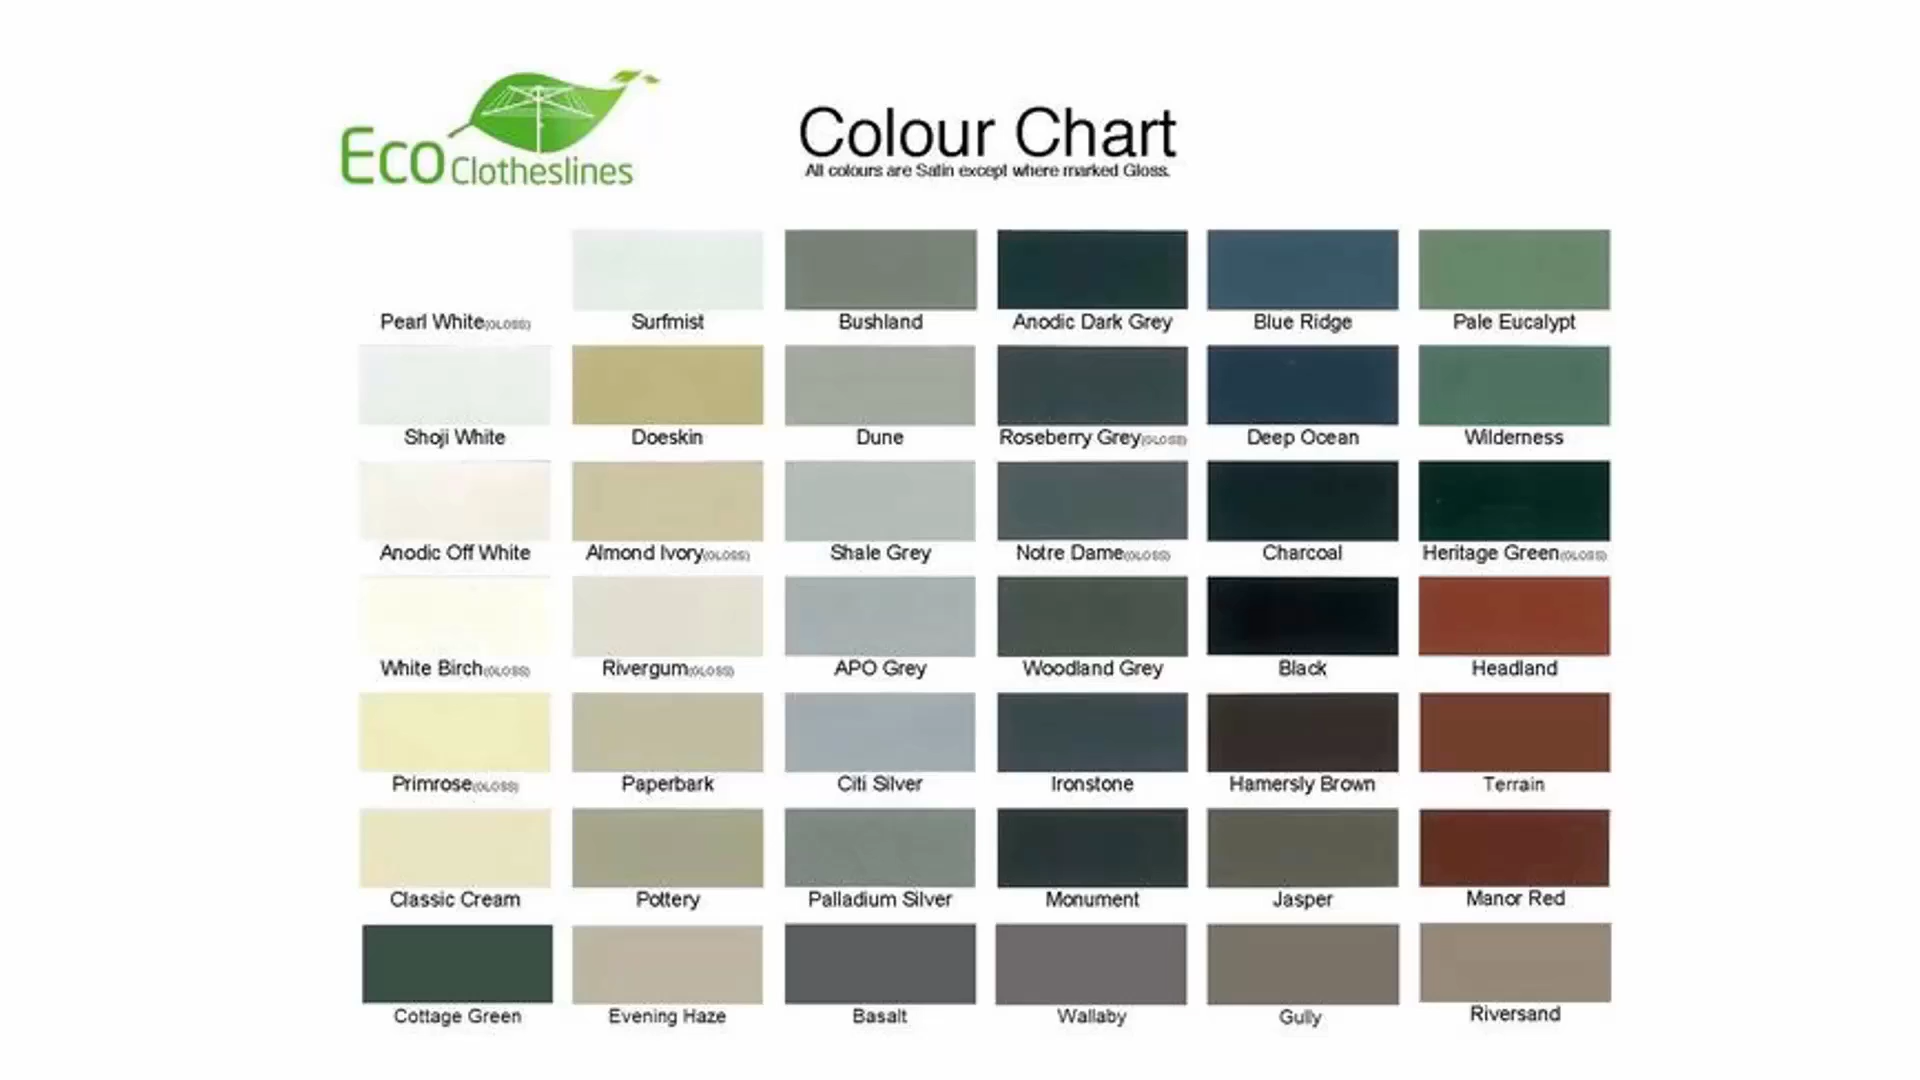 Eco Clotheslines
Colour Chart
All colours are Satin except where marked Gloss.
Pearl White(GLOSS) Surfmist Bushland Anodic Dark Grey Blue Ridge Pale Eucalypt
Shoji White Doeskin Dune Roseberry Grey(GLOSS) Deep Ocean Wilderness
Anodic Off White Almond Ivory(GLOSS) Shale Grey Notre Dame(GLOSS) Charcoal Heritage Green(GLOSS)
White Birch(GLOSS) Rivergum(GLOSS) APO Grey Woodland Grey Black Headland
Primrose(GLOSS) Paperbark Citi Silver Ironstone Hamersly Brown Terrain
Classic Cream Pottery Palladium Silver Monument Jasper Manor Red
Cottage Green Evening Haze Basalt Wallaby Gully Riversand